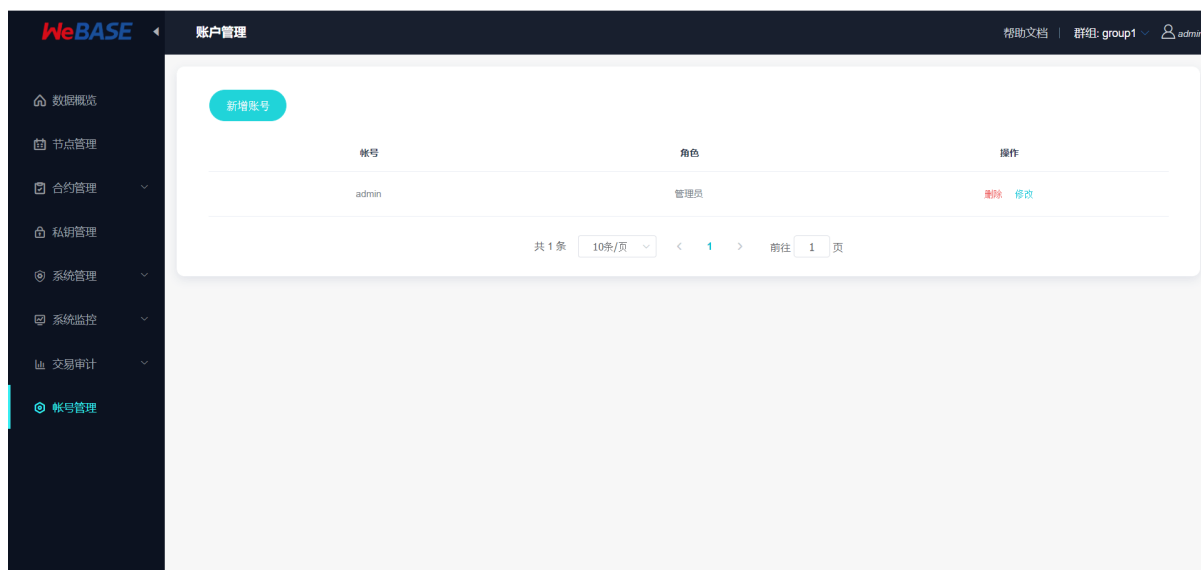 WeBASE
账户管理
帮助文档 | 群组: group1
admin
数据概览
节点管理
合约管理
私钥管理
系统管理
系统监控
交易审计
帐号管理
新增账号
帐号 角色 操作
admin 管理员 删除 修改
共 1 条 10条/页 < 1 > 前往 1 页